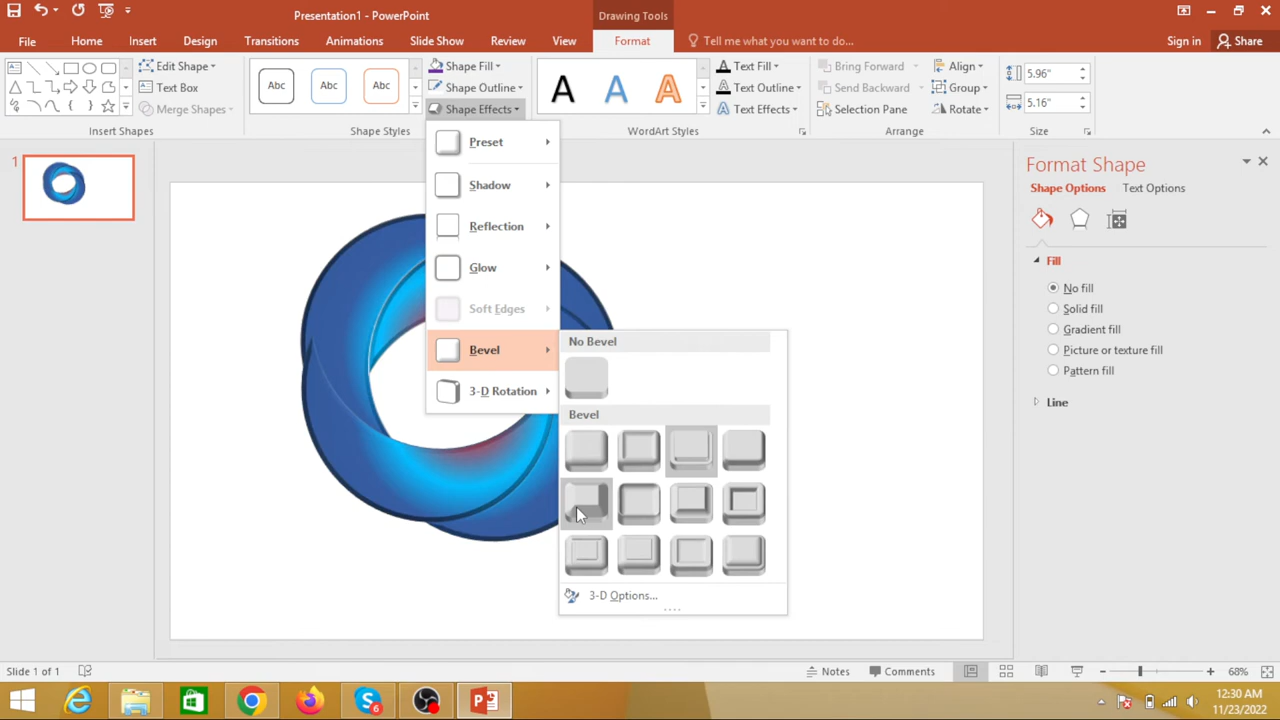 Presentation1 - PowerPoint
Drawing Tools
File
Home
Insert
Design
Transitions
Animations
Slide Show
Review
View
Format
Tell me what you want to do...
Sign in
Share
Edit Shape
Text Box
Merge Shapes
Insert Shapes
Abc
Abc
Abc
Shape Fill
Shape Outline
Shape Effects
Shape Styles
A
A
A
Text Fill
Text Outline
Text Effects
WordArt Styles
Bring Forward
Send Backward
Selection Pane
Align
Group
Rotate
Arrange
5.96"
5.16"
Size
1
Preset
Shadow
Reflection
Glow
Soft Edges
Bevel
3-D Rotation
No Bevel
Bevel
3-D Options...
Format Shape
Shape Options
Text Options
Fill
No fill
Solid fill
Gradient fill
Picture or texture fill
Pattern fill
Line
Slide 1 of 1
Notes
Comments
68%
6
12:30 AM
11/23/2022